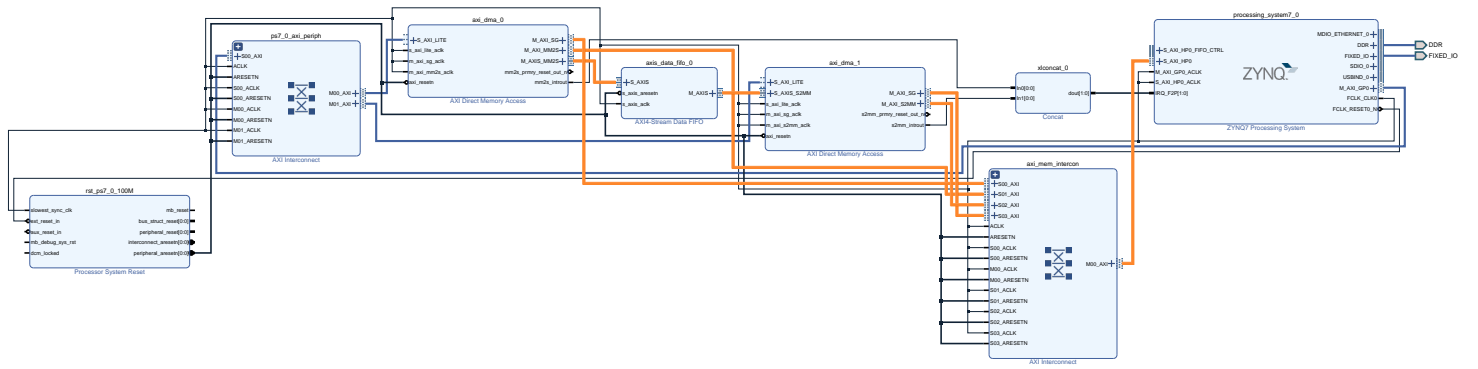 ps7_0_axi_periph
S00_AXI
ACLK
ARESETN
S00_ACLK
S00_ARESETN
M00_ACLK
M00_ARESETN
M01_ACLK
M01_ARESETN
M00_AXI
M01_AXI
AXI Interconnect
rst_ps7_0_100M
slowest_sync_clk
ext_reset_in
aux_reset_in
mb_debug_sys_rst
dcm_locked
mb_reset
bus_struct_reset[0:0]
peripheral_reset[0:0]
interconnect_aresetn[0:0]
peripheral_aresetn[0:0]
Processor System Reset
axi_dma_0
S_AXI_LITE
s_axi_lite_aclk
m_axi_sg_aclk
m_axi_mm2s_aclk
axi_resetn
M_AXI_SG
M_AXI_MM2S
M_AXIS_MM2S
mm2s_prmry_reset_out_n
mm2s_introut
AXI Direct Memory Access
axis_data_fifo_0
S_AXIS
s_axis_aresetn
s_axis_aclk
M_AXIS
AXI4-Stream Data FIFO
axi_dma_1
S_AXI_LITE
S_AXIS_S2MM
s_axi_lite_aclk
m_axi_sg_aclk
m_axi_s2mm_aclk
axi_resetn
M_AXI_SG
M_AXI_S2MM
s2mm_prmry_reset_out_n
s2mm_introut
AXI Direct Memory Access
xlconcat_0
In0[0:0]
In1[0:0]
dout[1:0]
Concat
processing_system7_0
S_AXI_HP0_FIFO_CTRL
S_AXI_HP0
M_AXI_GP0_ACLK
S_AXI_HP0_ACLK
IRQ_F2P[1:0]
ZYNQ
MDIO_ETHERNET_0
DDR
FIXED_IO
SDIO_0
USBIND_0
M_AXI_GP0
FCLK_CLK0
FCLK_RESET0_N
ZYNQ7 Processing System
DDR
FIXED_IO
axi_mem_intercon
S00_AXI
S01_AXI
S02_AXI
S03_AXI
ACLK
ARESETN
S00_ACLK
S00_ARESETN
M00_ACLK
M00_ARESETN
S01_ACLK
S01_ARESETN
S02_ACLK
S02_ARESETN
S03_ACLK
S03_ARESETN
M00_AXI
AXI Interconnect